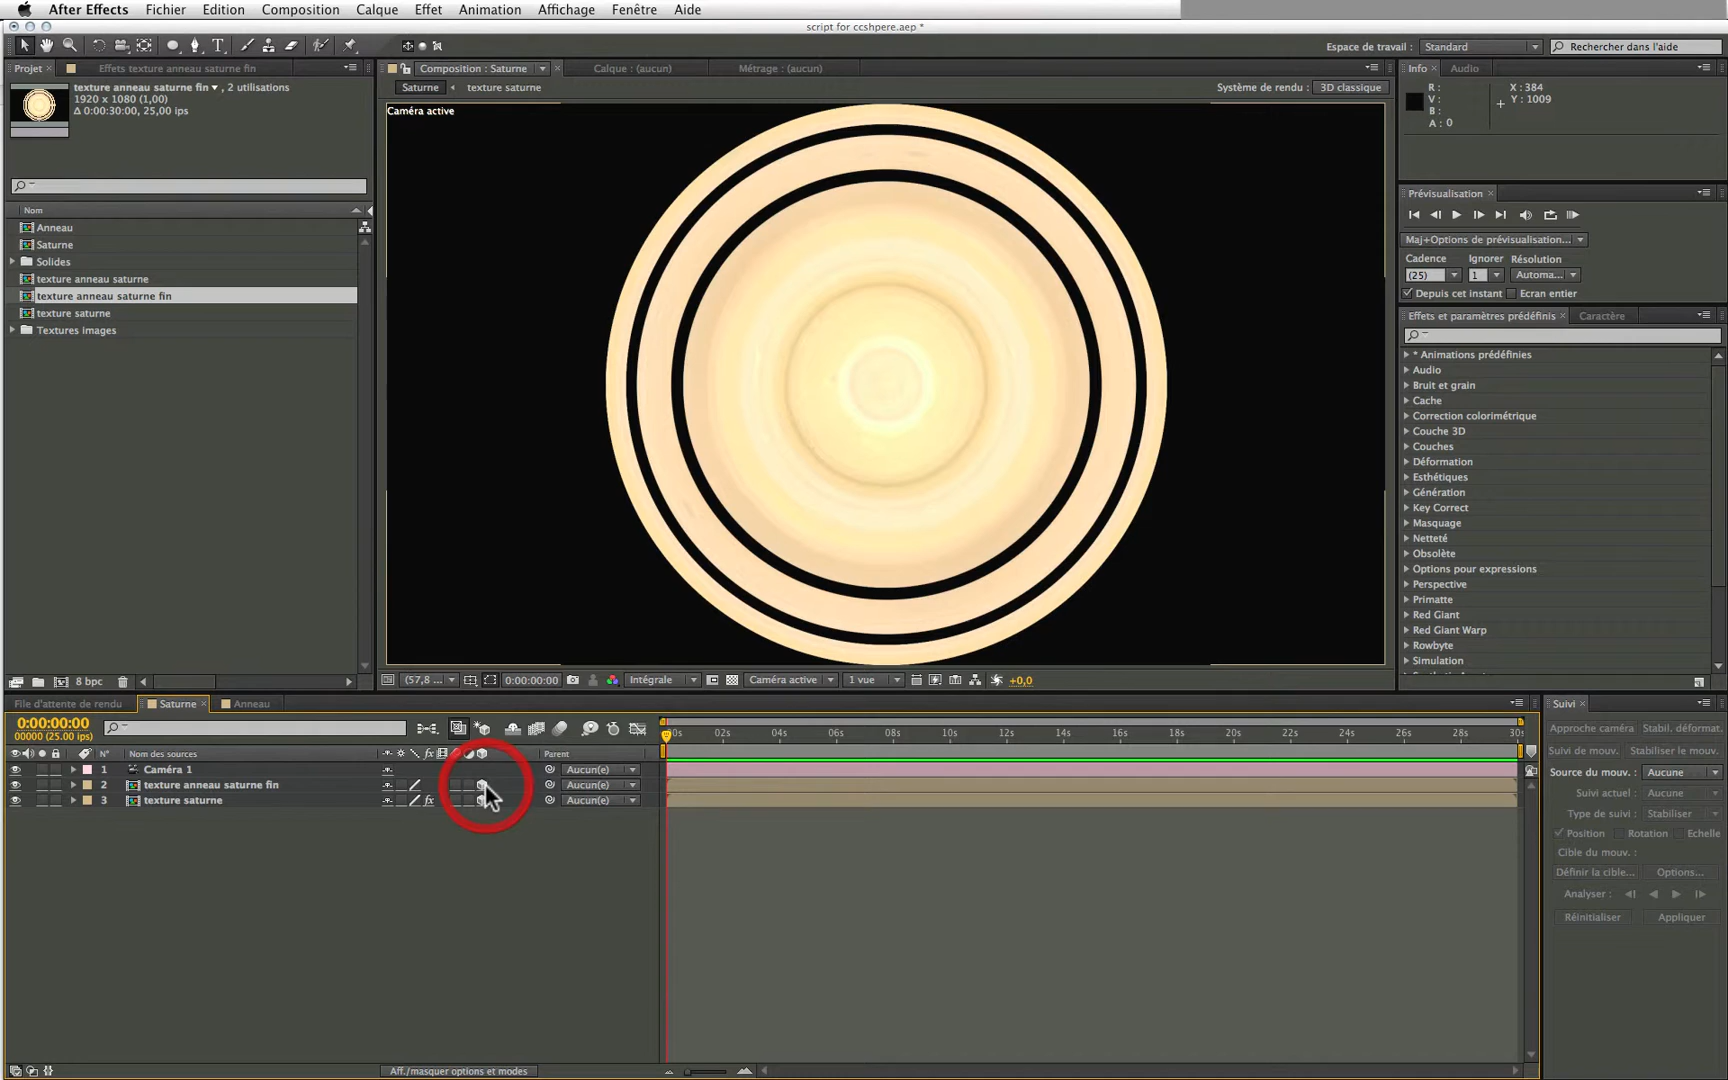 After Effects Fichier Edition Composition Calque Effet Animation Affichage Fenêtre Aide
script for ccshpere.aep *
T Espace de travail : Standard Rechercher dans l'aide
Projet Effets texture anneau saturne fin Composition : Saturne Calque : (aucun) Métrage : (aucun) Info Audio
texture anneau saturne fin , 2 utilisations
1920 x 1080 (1,00)
Δ 0:00:30:00, 25,00 ips
Saturne texture saturne Système de rendu : 3D classique
Caméra active
R : X : 384
V : Y : 1009
B :
A : 0
Prévisualisation
Maj+Options de prévisualisation...
Cadence Ignorer Résolution
(25) 1 Automa...
Depuis cet instant Ecran entier
Nom
Anneau
Saturne
Solides
texture anneau saturne
texture anneau saturne fin
texture saturne
Textures images
Effets et paramètres prédéfinis Caractère
* Animations prédéfinies
Audio
Bruit et grain
Cache
Correction colorimétrique
Couche 3D
Couches
Déformation
Esthétiques
Génération
Key Correct
Masquage
Netteté
Obsolète
Options pour expressions
Perspective
Primatte
Red Giant
Red Giant Warp
Rowbyte
Simulation
8 bpc (57,8 ... 0:00:00:00 Intégrale Caméra active 1 vue +0,0
File d'attente de rendu Saturne Anneau Suivi
0:00:00:00
00000 (25.00 ips)
0s 02s 04s 06s 08s 10s 12s 14s 16s 18s 20s 22s 24s 26s 28s 30s
N° Nom des sources fx Parent
1 Caméra 1 Aucun(e)
2 texture anneau saturne fin Aucun(e)
3 texture saturne fx Aucun(e)
Approche caméra Stabil. déformat.
Suivi de mouv. Stabiliser le mouv.
Source du mouv. : Aucune
Suivi actuel : Aucune
Type de suivi : Stabiliser
Position Rotation Echelle
Cible du mouv. :
Définir la cible... Options...
Analyser :
Réinitialiser Appliquer
Aff./masquer options et modes